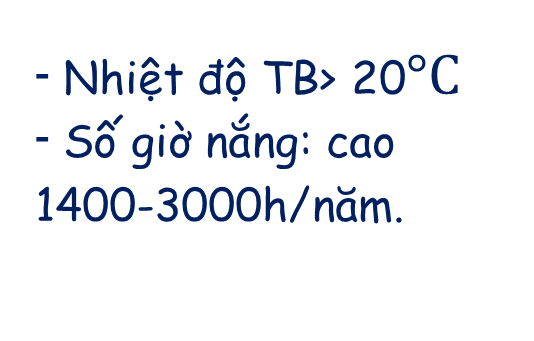 - Nhiệt độ TB> 20°C
- Số giờ nắng: cao
1400-3000h/năm.